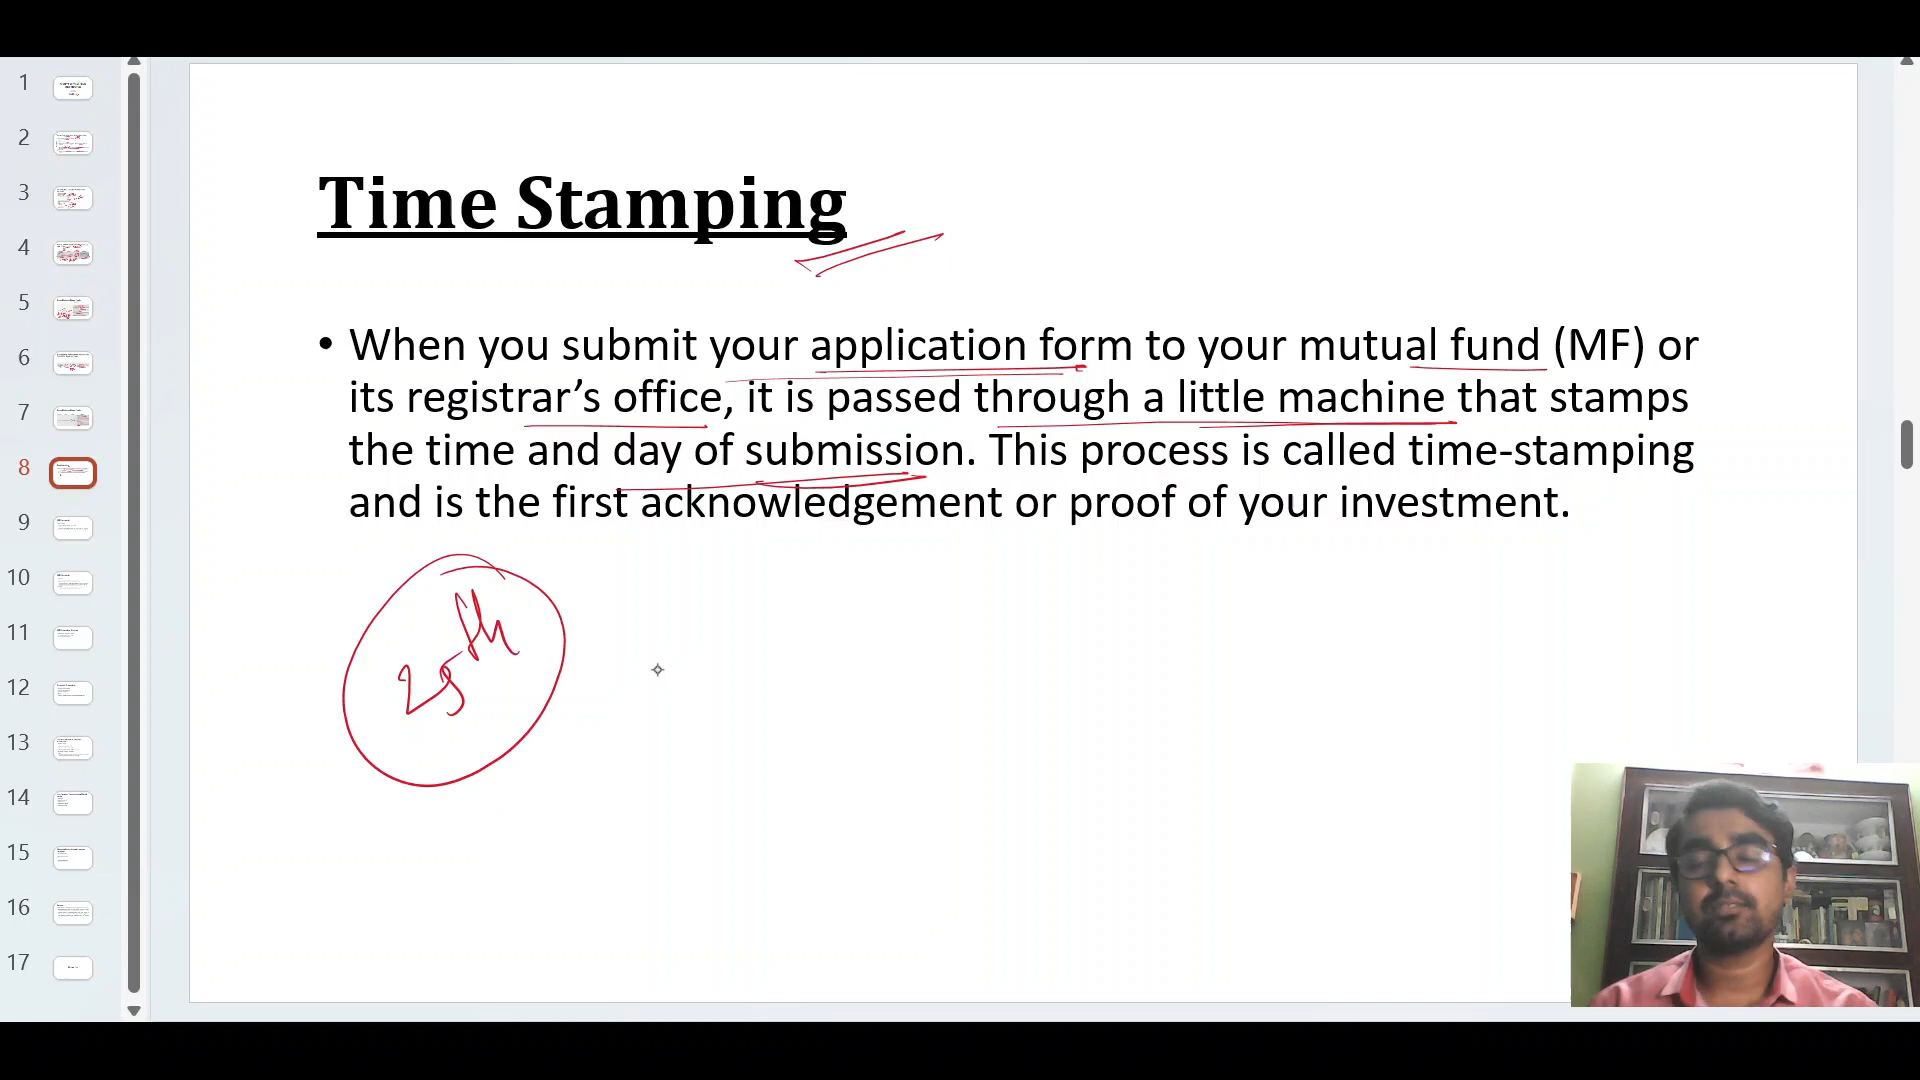 1
2
3
4
5
6
7
8
9
10
11
12
13
14
15
16
17
Time Stamping
• When you submit your application form to your mutual fund (MF) or
its registrar’s office, it is passed through a little machine that stamps
the time and day of submission. This process is called time-stamping
and is the first acknowledgement or proof of your investment.
25th